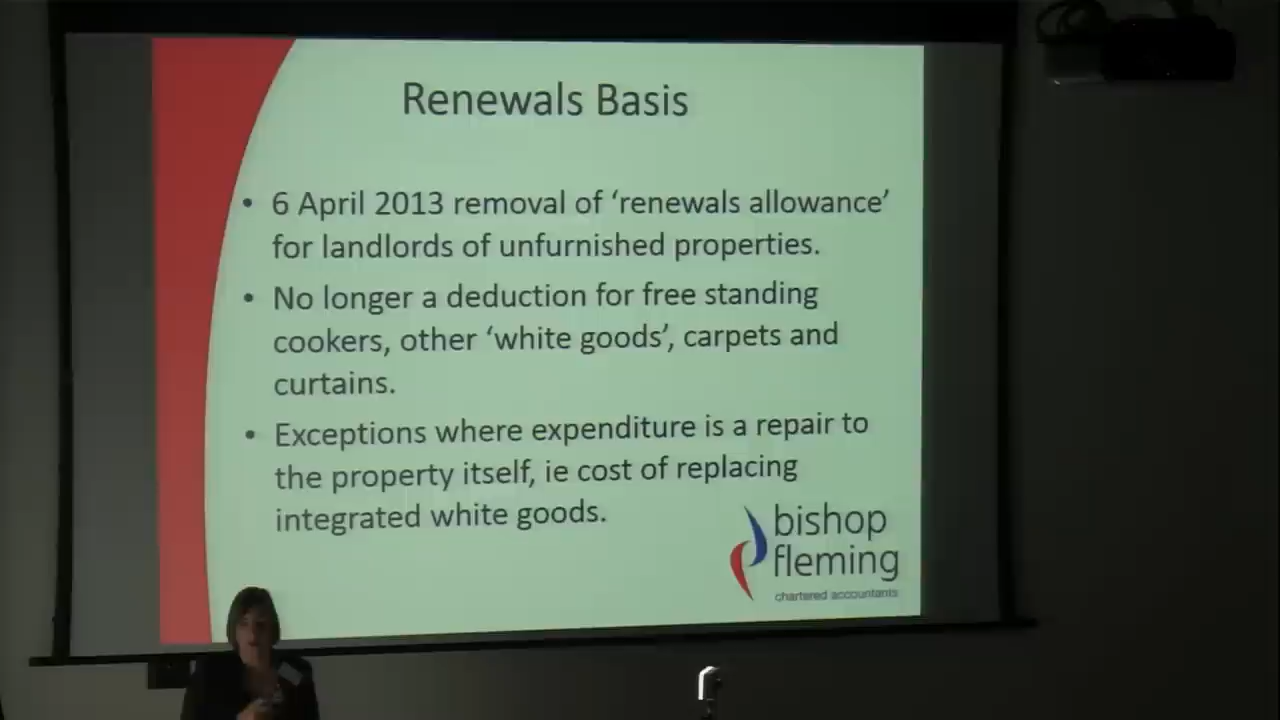 Renewals Basis
• 6 April 2013 removal of ‘renewals allowance’
for landlords of unfurnished properties.
• No longer a deduction for free standing
cookers, other ‘white goods’, carpets and
curtains.
• Exceptions where expenditure is a repair to
the property itself, ie cost of replacing
integrated white goods.
bishop
fleming
chartered accountants